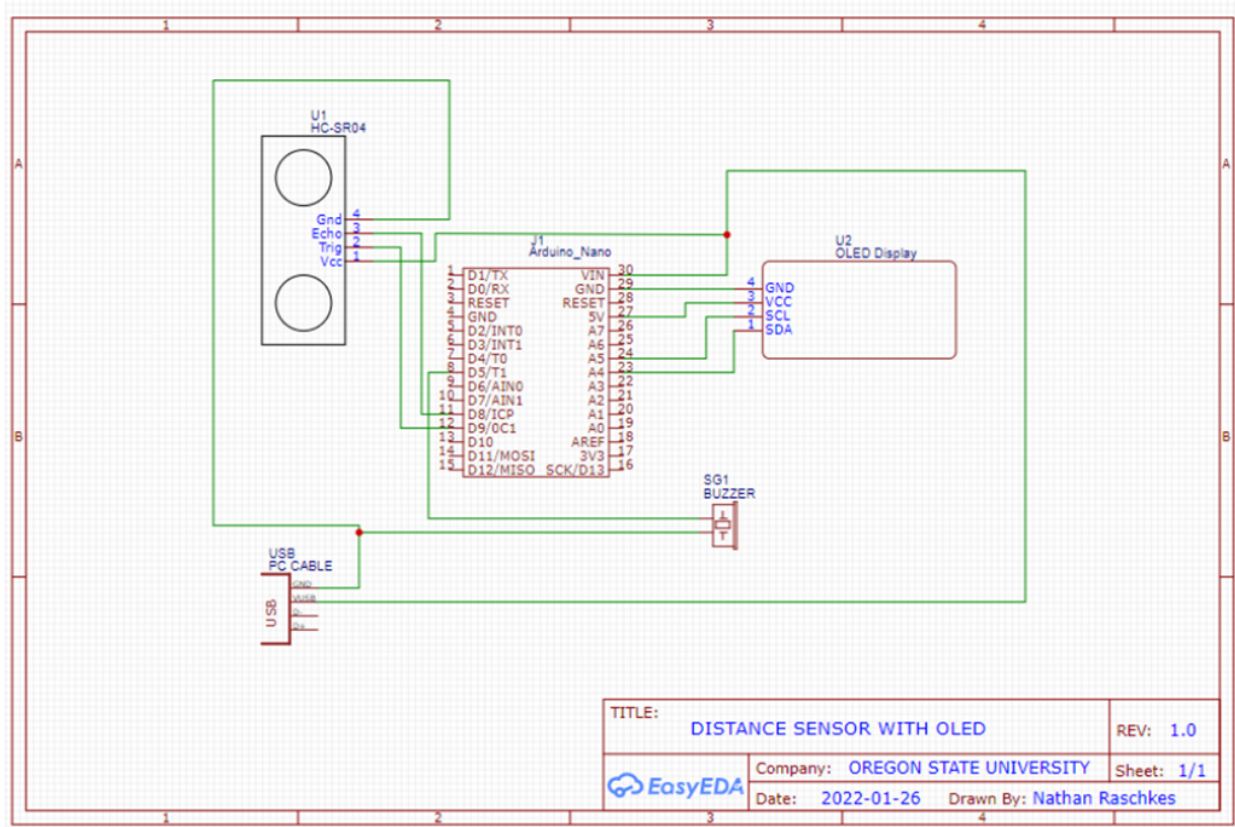 1 2 3 4
A A
B B
U1
HC-SR04
Gnd 4
Echo 3
Trig 2
Vcc 1
J1
Arduino_Nano
1 D1/TX VIN 30
2 D0/RX GND 29
3 RESET RESET 28
4 GND 5V 27
5 D2/INT0 A7 26
6 D3/INT1 A6 25
7 D4/T0 A5 24
8 D5/T1 A4 23
9 D6/AIN0 A3 22
10 D7/AIN1 A2 21
11 D8/ICP A1 20
12 D9/0C1 A0 19
13 D10 AREF 18
14 D11/MOSI 3V3 17
15 D12/MISO SCK/D13 16
U2
OLED Display
4 GND
3 VCC
2 SCL
1 SDA
SG1
BUZZER
USB
PC CABLE
USB
GND
VUSB
D-
D+
TITLE:
DISTANCE SENSOR WITH OLED
REV: 1.0
EasyEDA
Company: OREGON STATE UNIVERSITY
Sheet: 1/1
Date: 2022-01-26 Drawn By: Nathan Raschkes
1 2 3 4